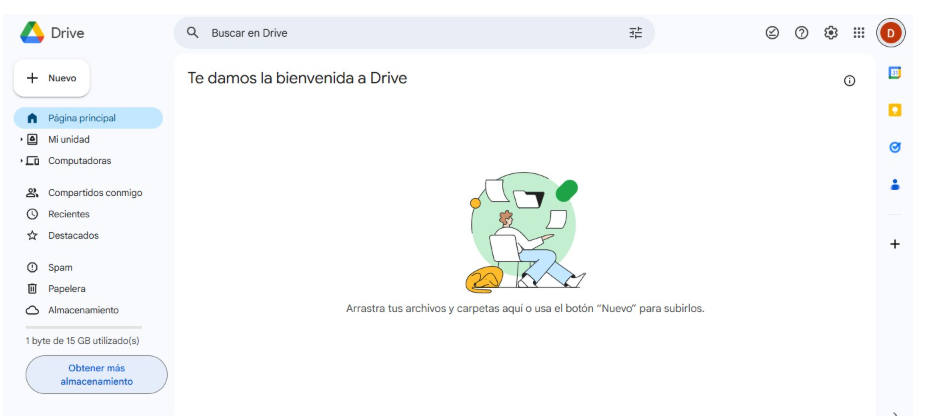 Drive
Buscar en Drive
D
Nuevo
Te damos la bienvenida a Drive
Página principal
Mi unidad
Computadoras
Compartidos conmigo
Recientes
Destacados
Spam
Papelera
Almacenamiento
Arrastra tus archivos y carpetas aquí o usa el botón "Nuevo" para subirlos.
1 byte de 15 GB utilizado(s)
Obtener más
almacenamiento